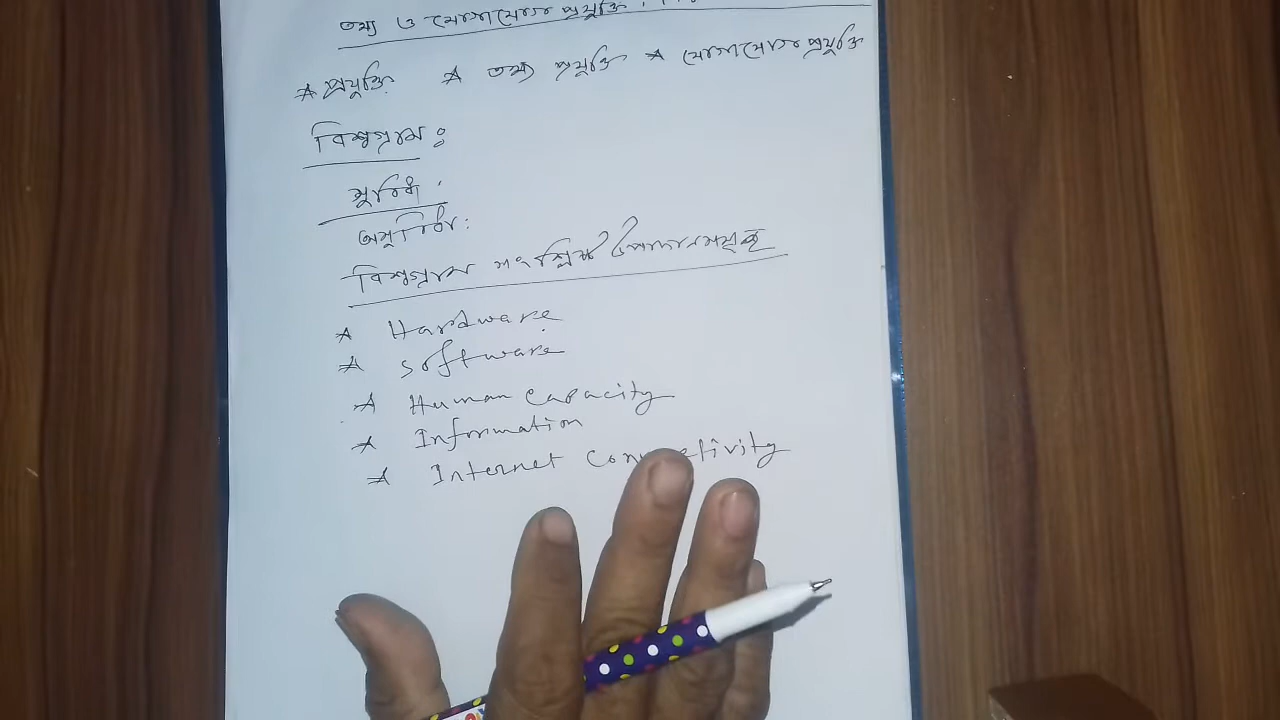 তথ্য ও যোগাযোগ প্রযুক্তি
* প্রযুক্তি * তথ্য প্রযুক্তি * যোগাযোগ প্রযুক্তি
বিশ্বগ্রাম ঃ
সুবিধা :
অসুবিধা :
বিশ্বগ্রাম সংশ্লিষ্ট উপাদানসমূহ
* Hardware
* Software
* Human Capacity
* Information
* Internet